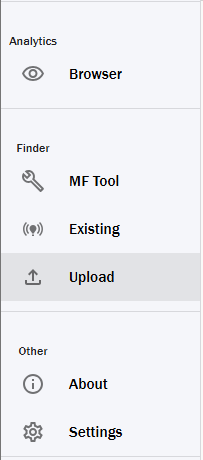 Analytics
Browser
Finder
MF Tool
Existing
Upload
Other
About
Settings